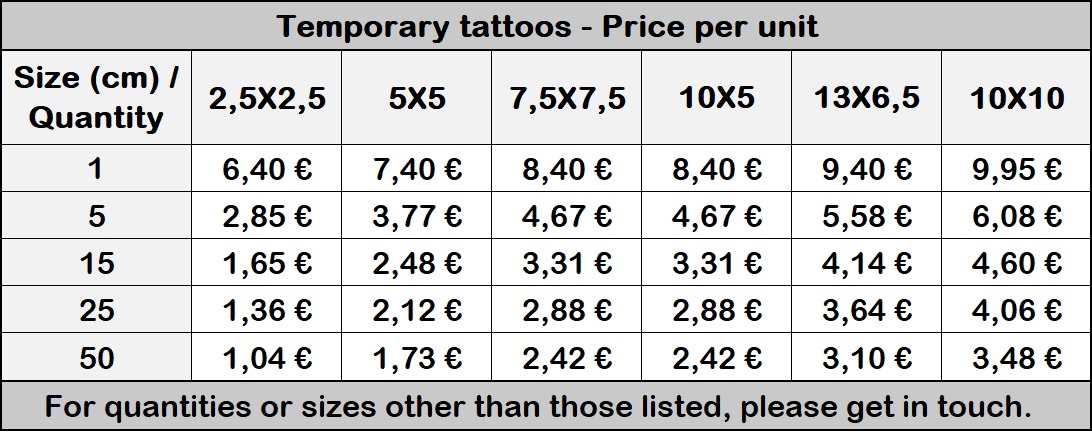 Temporary tattoos - Price per unit
Size (cm) /
Quantity
2,5X2,5 5X5 7,5X7,5 10X5 13X6,5 10X10
1 6,40 € 7,40 € 8,40 € 8,40 € 9,40 € 9,95 €
5 2,85 € 3,77 € 4,67 € 4,67 € 5,58 € 6,08 €
15 1,65 € 2,48 € 3,31 € 3,31 € 4,14 € 4,60 €
25 1,36 € 2,12 € 2,88 € 2,88 € 3,64 € 4,06 €
50 1,04 € 1,73 € 2,42 € 2,42 € 3,10 € 3,48 €
For quantities or sizes other than those listed, please get in touch.